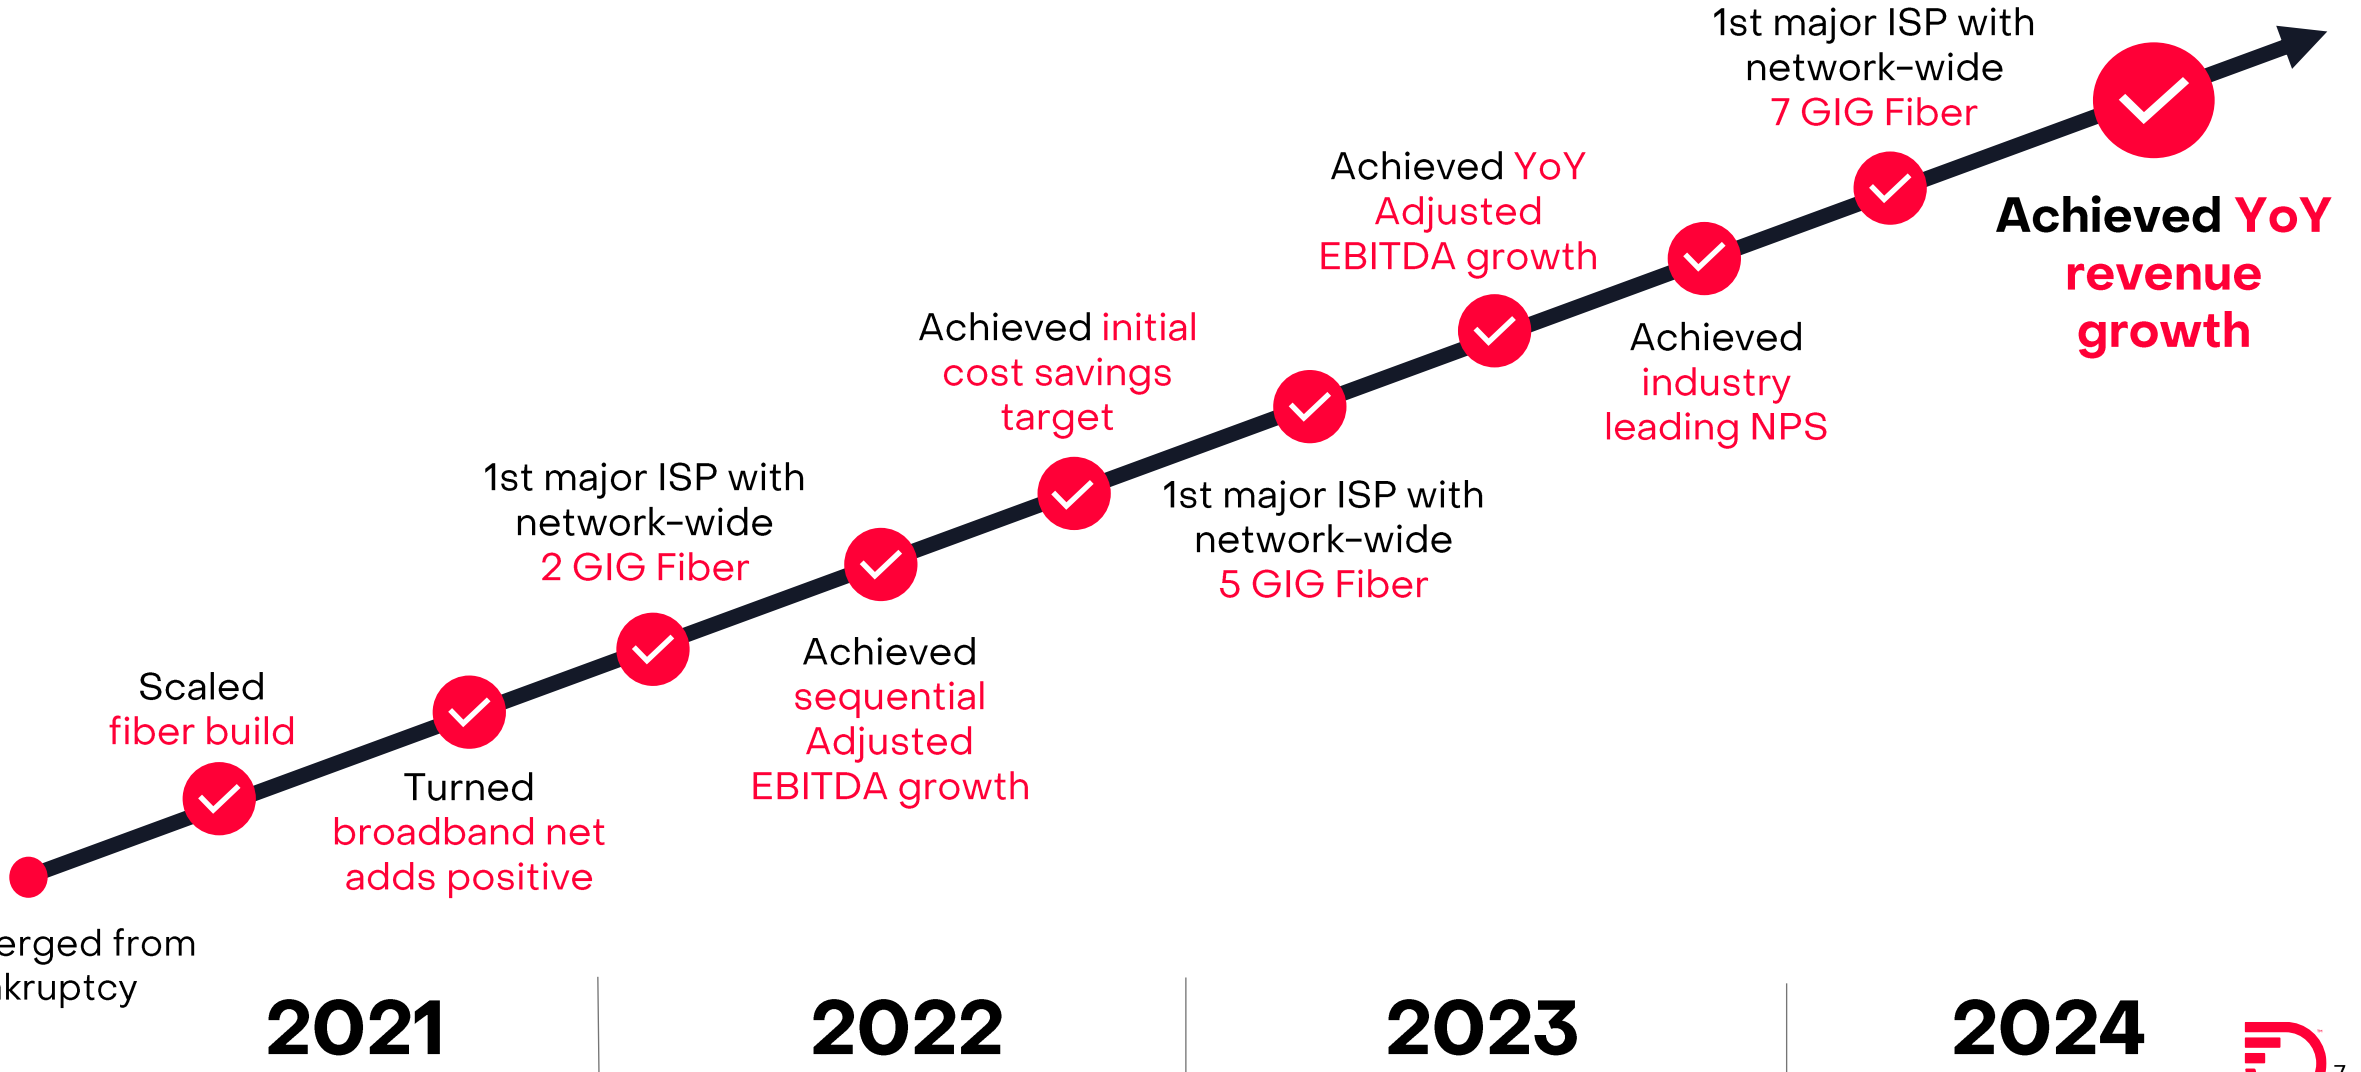 1st major ISP with
network-wide
7 GIG Fiber
Achieved YoY
Adjusted
EBITDA growth
Achieved YoY
revenue
growth
Achieved initial
cost savings
target
Achieved
industry
leading NPS
1st major ISP with
network-wide
2 GIG Fiber
1st major ISP with
network-wide
5 GIG Fiber
Scaled
fiber build
Achieved
sequential
Adjusted
EBITDA growth
Turned
broadband net
adds positive
erged from
kruptcy
2021
2022
2023
2024
7